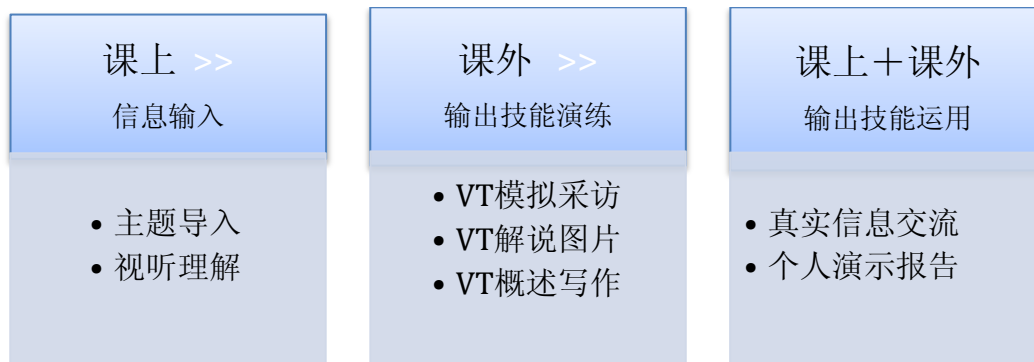 课上 >>
信息输入
• 主题导入
• 视听理解
课外 >>
输出技能演练
• VT模拟采访
• VT解说图片
• VT概述写作
课上＋课外
输出技能运用
• 真实信息交流
• 个人演示报告